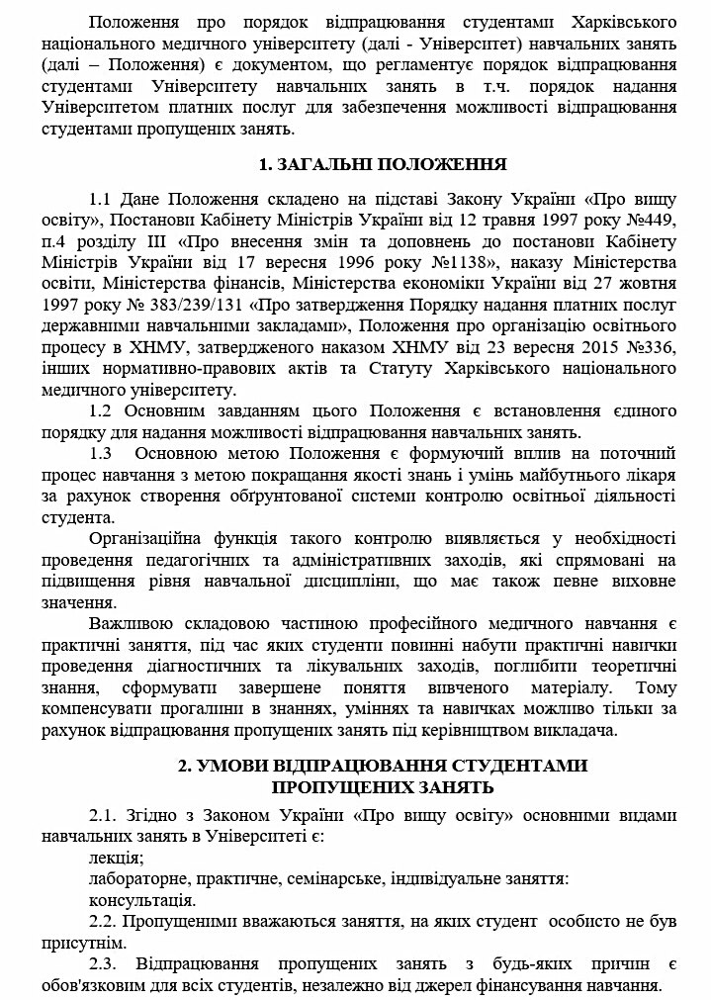 Положення про порядок відпрацювання студентами Харківського
національного медичного університету (далі - Університет) навчальних занять
(далі – Положення) є документом, що регламентує порядок відпрацювання
студентами Університету навчальних занять в т.ч. порядок надання
Університетом платних послуг для забезпечення можливості відпрацювання
студентами пропущених занять.
1. ЗАГАЛЬНІ ПОЛОЖЕННЯ
1.1 Дане Положення складено на підставі Закону України «Про вищу
освіту», Постанови Кабінету Міністрів України від 12 травня 1997 року №449,
п.4 розділу III «Про внесення змін та доповнень до постанови Кабінету
Міністрів України від 17 вересня 1996 року №1138», наказу Міністерства
освіти, Міністерства фінансів, Міністерства економіки України від 27 жовтня
1997 року № 383/239/131 «Про затвердження Порядку надання платних послуг
державними навчальними закладами», Положення про організацію освітнього
процесу в ХНМУ, затвердженого наказом ХНМУ від 23 вересня 2015 №336,
інших нормативно-правових актів та Статуту Харківського національного
медичного університету.
1.2 Основним завданням цього Положення є встановлення єдиного
порядку для надання можливості відпрацювання навчальних занять.
1.3 Основною метою Положення є формуючий вплив на поточний
процес навчання з метою покращання якості знань і умінь майбутнього лікаря
за рахунок створення обґрунтованої системи контролю освітньої діяльності
студента.
Організаційна функція такого контролю виявляється у необхідності
проведення педагогічних та адміністративних заходів, які спрямовані на
підвищення рівня навчальної дисципліни, що має також певне виховне
значення.
Важливою складовою частиною професійного медичного навчання є
практичні заняття, під час яких студенти повинні набути практичні навички
проведення діагностичних та лікувальних заходів, поглибити теоретичні
знання, сформувати завершене поняття вивченого матеріалу. Тому
компенсувати прогалини в знаннях, уміннях та навичках можливо тільки за
рахунок відпрацювання пропущених занять під керівництвом викладача.
2. УМОВИ ВІДПРАЦЮВАННЯ СТУДЕНТАМИ
ПРОПУЩЕНИХ ЗАНЯТЬ
2.1. Згідно з Законом України «Про вищу освіту» основними видами
навчальних занять в Університеті є:
лекція;
лабораторне, практичне, семінарське, індивідуальне заняття:
консультація.
2.2. Пропущеними вважаються заняття, на яких студент особисто не був
присутнім.
2.3. Відпрацювання пропущених занять з будь-яких причин є
обов'язковим для всіх студентів, незалежно від джерел фінансування навчання.